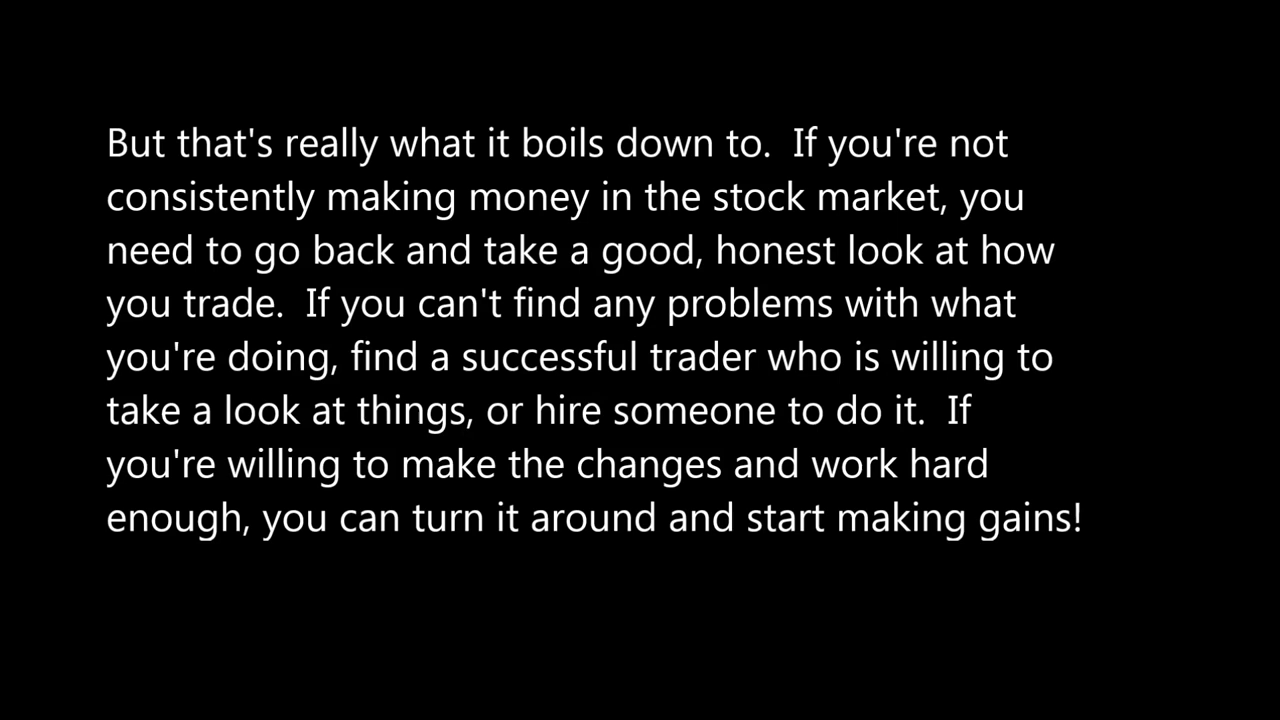 But that's really what it boils down to.  If you're not
consistently making money in the stock market, you
need to go back and take a good, honest look at how
you trade.  If you can't find any problems with what
you're doing, find a successful trader who is willing to
take a look at things, or hire someone to do it.  If
you're willing to make the changes and work hard
enough, you can turn it around and start making gains!